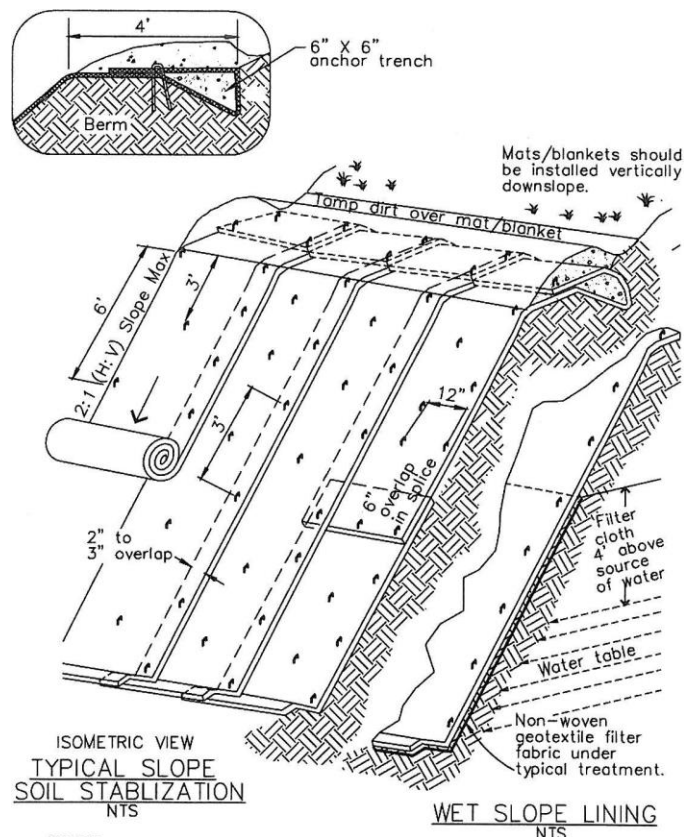 4'
6" X 6"
anchor trench
Berm
Mats/blankets should
be installed vertically
downslope.
Tamp dirt over mat/blanket
6'
3'
2:1 (H:V) Slope Max
12"
3'
6" overlap
in splice
2" to
3" overlap
Filter
cloth
4' above
source
of water
Water table
Non-woven
geotextile filter
fabric under
typical treatment.
ISOMETRIC VIEW
TYPICAL SLOPE
SOIL STABLIZATION
NTS
WET SLOPE LINING
NTS